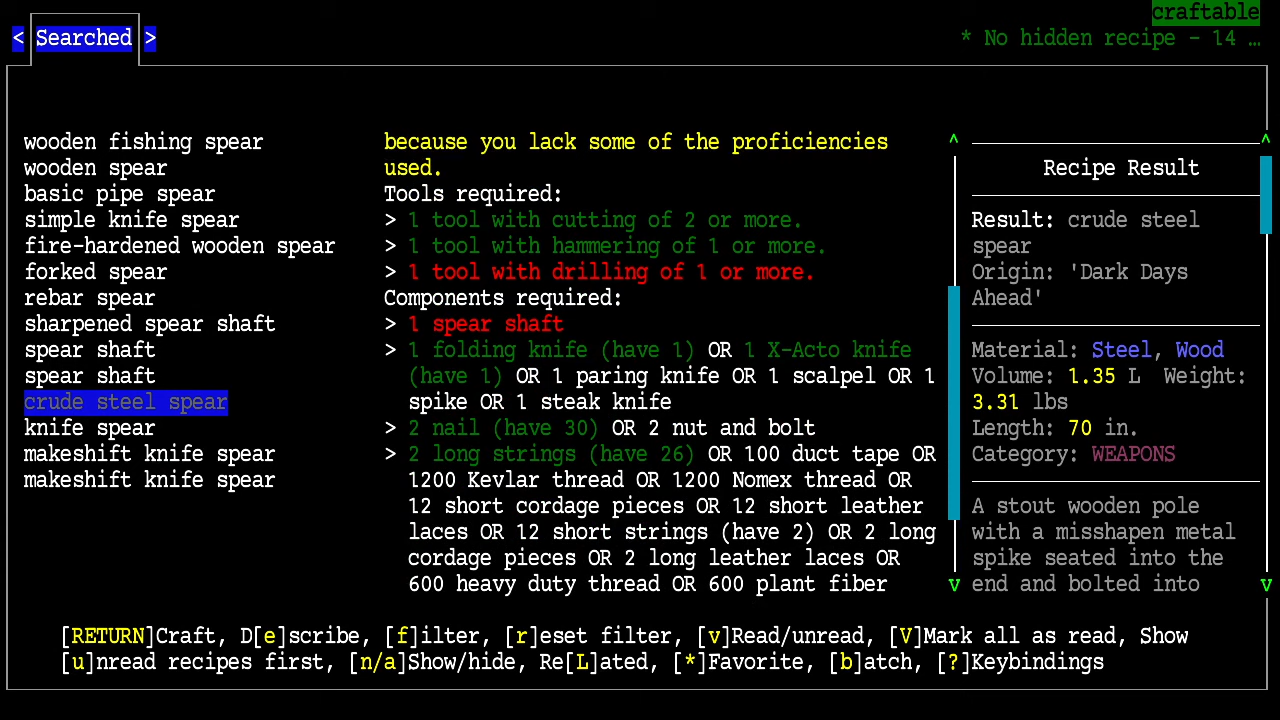 craftable
< Searched >
* No hidden recipe - 14 …
wooden fishing spear
wooden spear
basic pipe spear
simple knife spear
fire-hardened wooden spear
forked spear
rebar spear
sharpened spear shaft
spear shaft
spear shaft
crude steel spear
knife spear
makeshift knife spear
makeshift knife spear
because you lack some of the proficiencies
used.
Tools required:
> 1 tool with cutting of 2 or more.
> 1 tool with hammering of 1 or more.
> 1 tool with drilling of 1 or more.
Components required:
> 1 spear shaft
> 1 folding knife (have 1) OR 1 X-Acto knife
(have 1) OR 1 paring knife OR 1 scalpel OR 1
spike OR 1 steak knife
> 2 nail (have 30) OR 2 nut and bolt
> 2 long strings (have 26) OR 100 duct tape OR
1200 Kevlar thread OR 1200 Nomex thread OR
12 short cordage pieces OR 12 short leather
laces OR 12 short strings (have 2) OR 2 long
cordage pieces OR 2 long leather laces OR
600 heavy duty thread OR 600 plant fiber
^
v
Recipe Result
Result: crude steel
spear
Origin: 'Dark Days
Ahead'
Material: Steel, Wood
Volume: 1.35 L Weight:
3.31 lbs
Length: 70 in.
Category: WEAPONS
A stout wooden pole
with a misshapen metal
spike seated into the
end and bolted into
^
v
[RETURN]Craft, D[e]scribe, [f]ilter, [r]eset filter, [v]Read/unread, [V]Mark all as read, Show
[u]nread recipes first, [n/a]Show/hide, Re[L]ated, [*]Favorite, [b]atch, [?]Keybindings